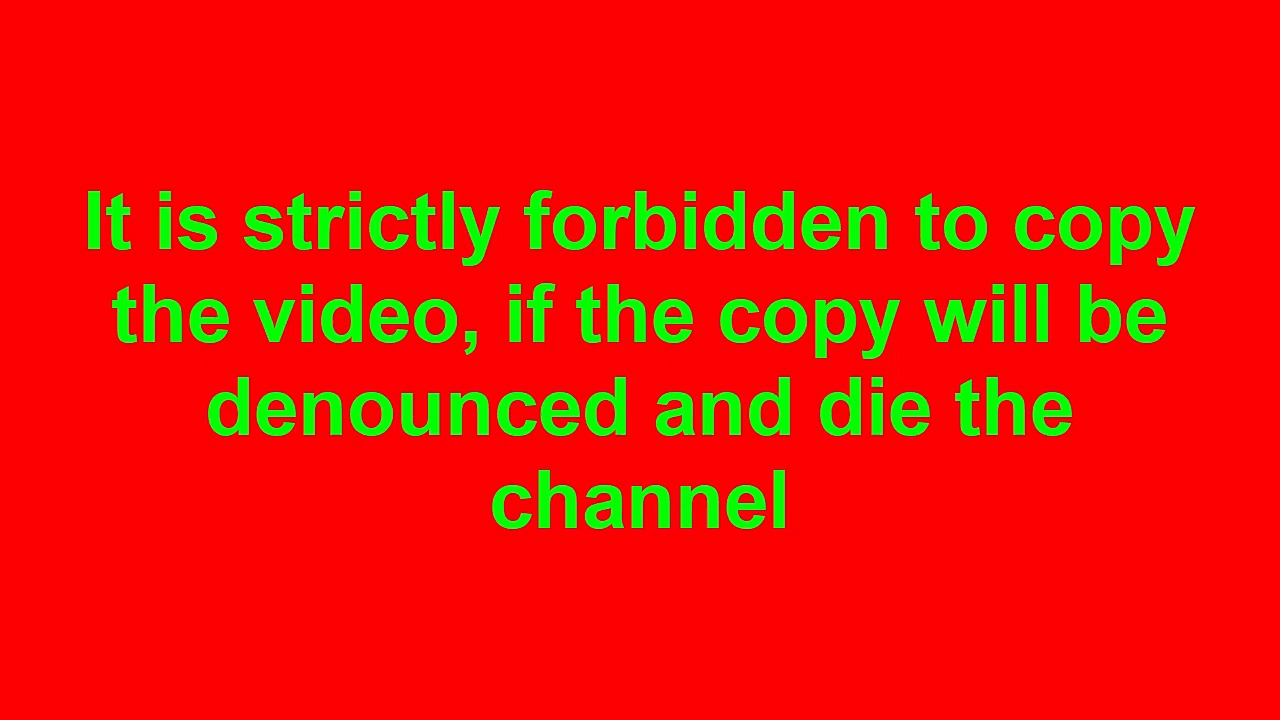 It is strictly forbidden to copy
the video, if the copy will be
denounced and die the
channel